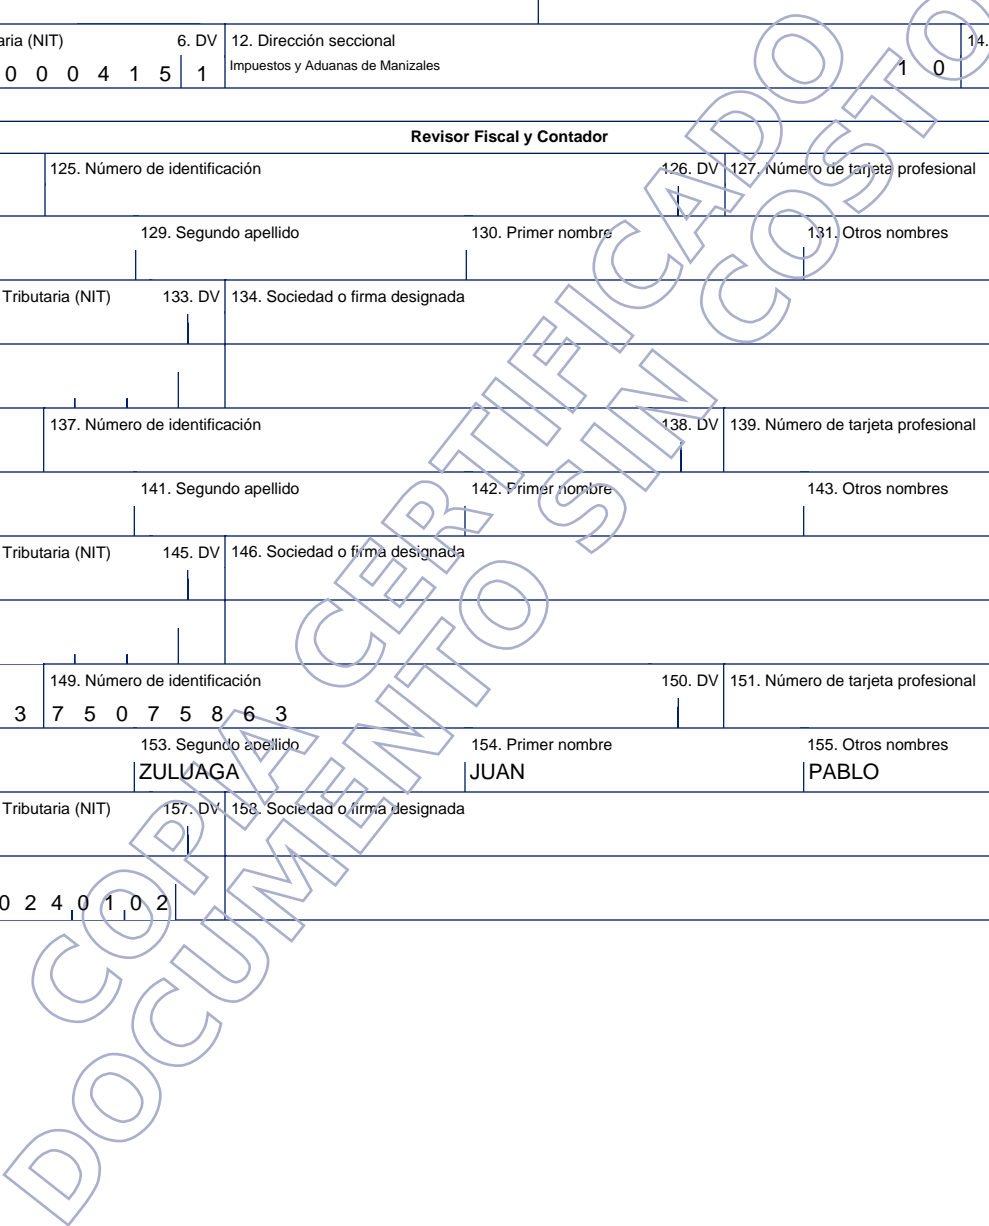 aria (NIT) 6. DV 12. Dirección seccional 14.
0 0 0 4 1 5 1 Impuestos y Aduanas de Manizales 1 0
Revisor Fiscal y Contador
125. Número de identificación 126. DV 127. Número de tarjeta profesional
129. Segundo apellido 130. Primer nombre 131. Otros nombres
Tributaria (NIT) 133. DV 134. Sociedad o firma designada
137. Número de identificación 138. DV 139. Número de tarjeta profesional
141. Segundo apellido 142. Primer nombre 143. Otros nombres
Tributaria (NIT) 145. DV 146. Sociedad o firma designada
149. Número de identificación 150. DV 151. Número de tarjeta profesional
3 7 5 0 7 5 8 6 3
153. Segundo apellido 154. Primer nombre 155. Otros nombres
ZULUAGA JUAN PABLO
Tributaria (NIT) 157. DV 158. Sociedad o firma designada
0 2 4 0 1 0 2
COPIA CERTIFICADO
DOCUMENTO SIN COSTO